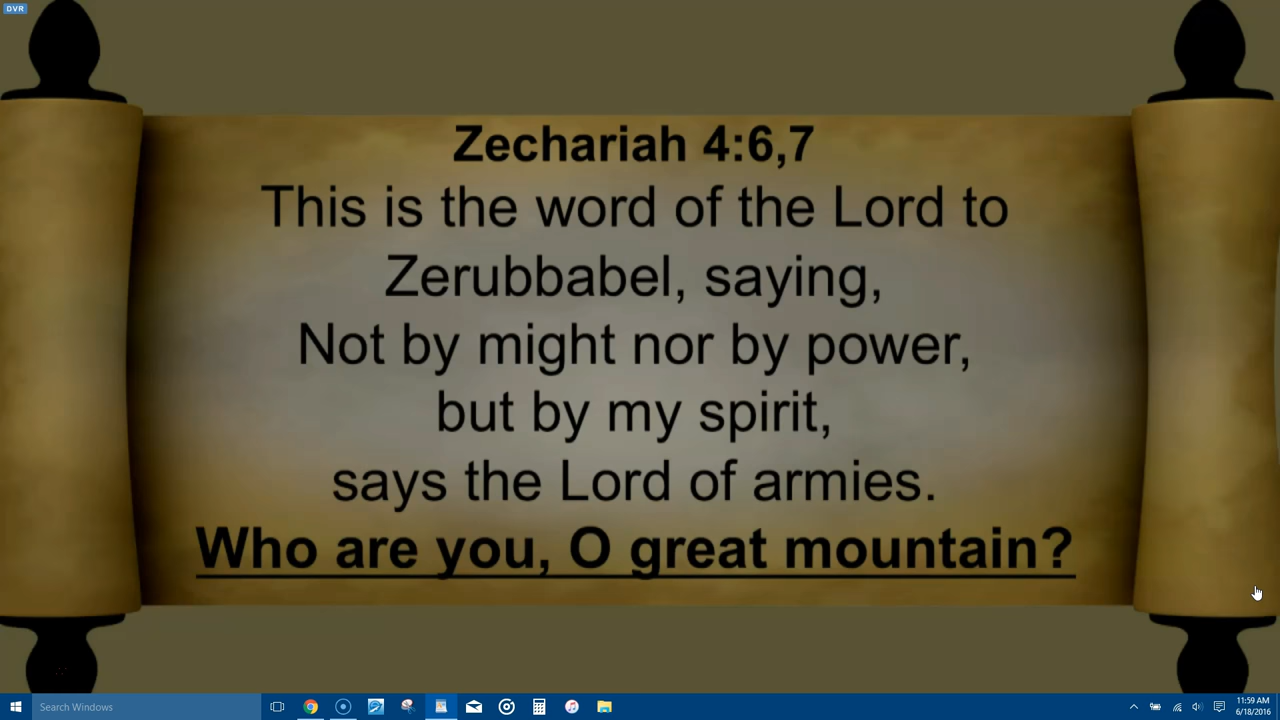 DVR
Zechariah 4:6,7
This is the word of the Lord to
Zerubbabel, saying,
Not by might nor by power,
but by my spirit,
says the Lord of armies.
Who are you, O great mountain?
Search Windows
11:59 AM
6/18/2016